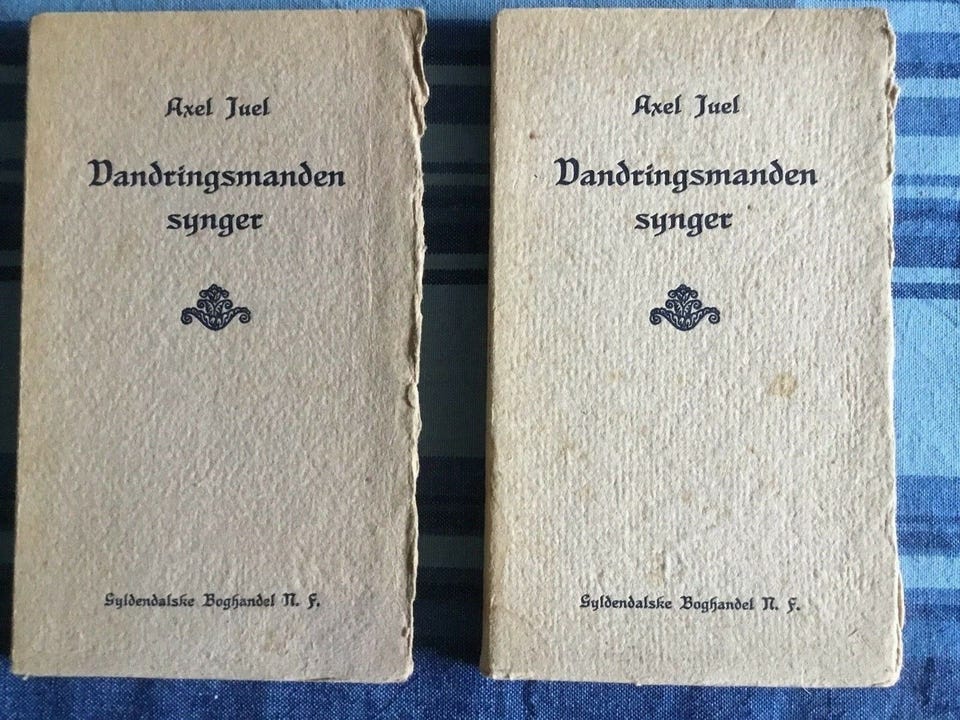 Axel Juel
Vandringsmanden
synger
Gyldendalske Boghandel N. F.
Axel Juel
Vandringsmanden
synger
Gyldendalske Boghandel N. F.